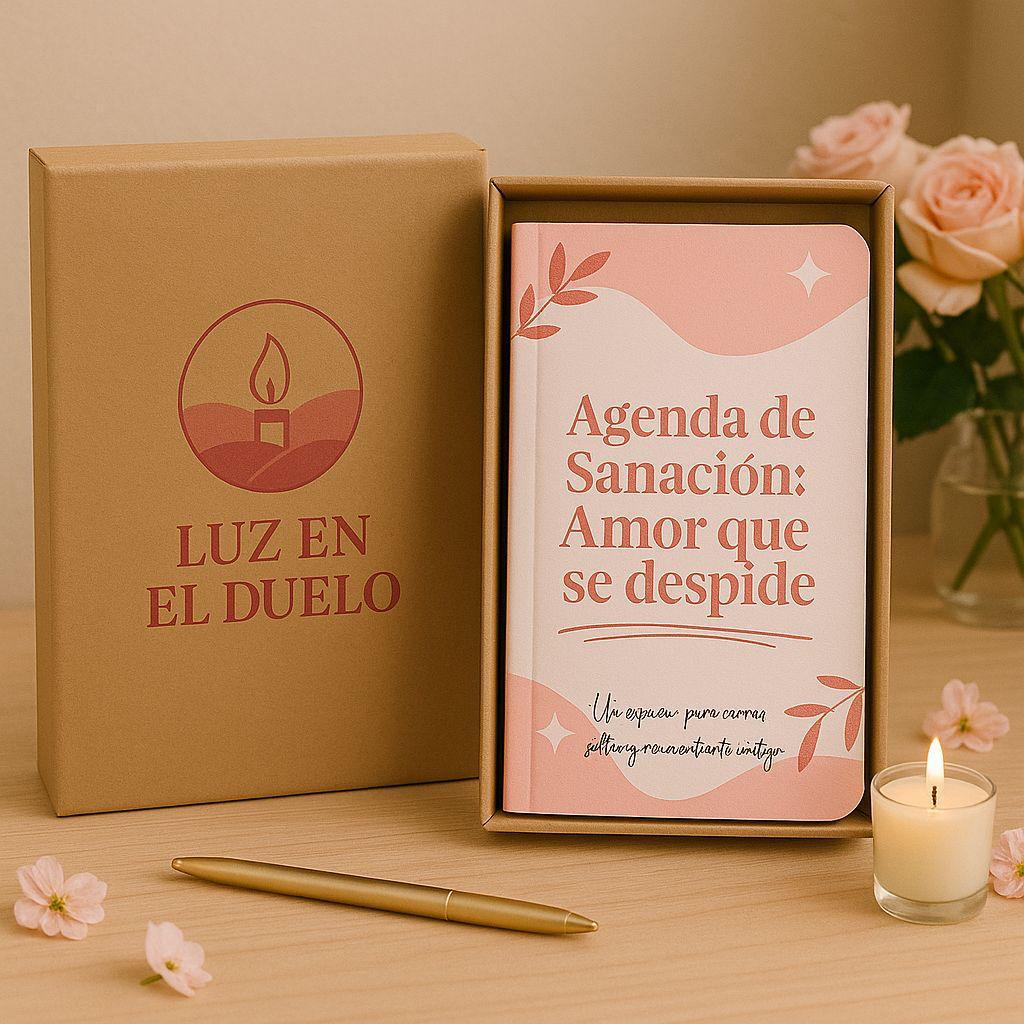 LUZ EN
EL DUELO
Agenda de
Sanación:
Amor que
se despide